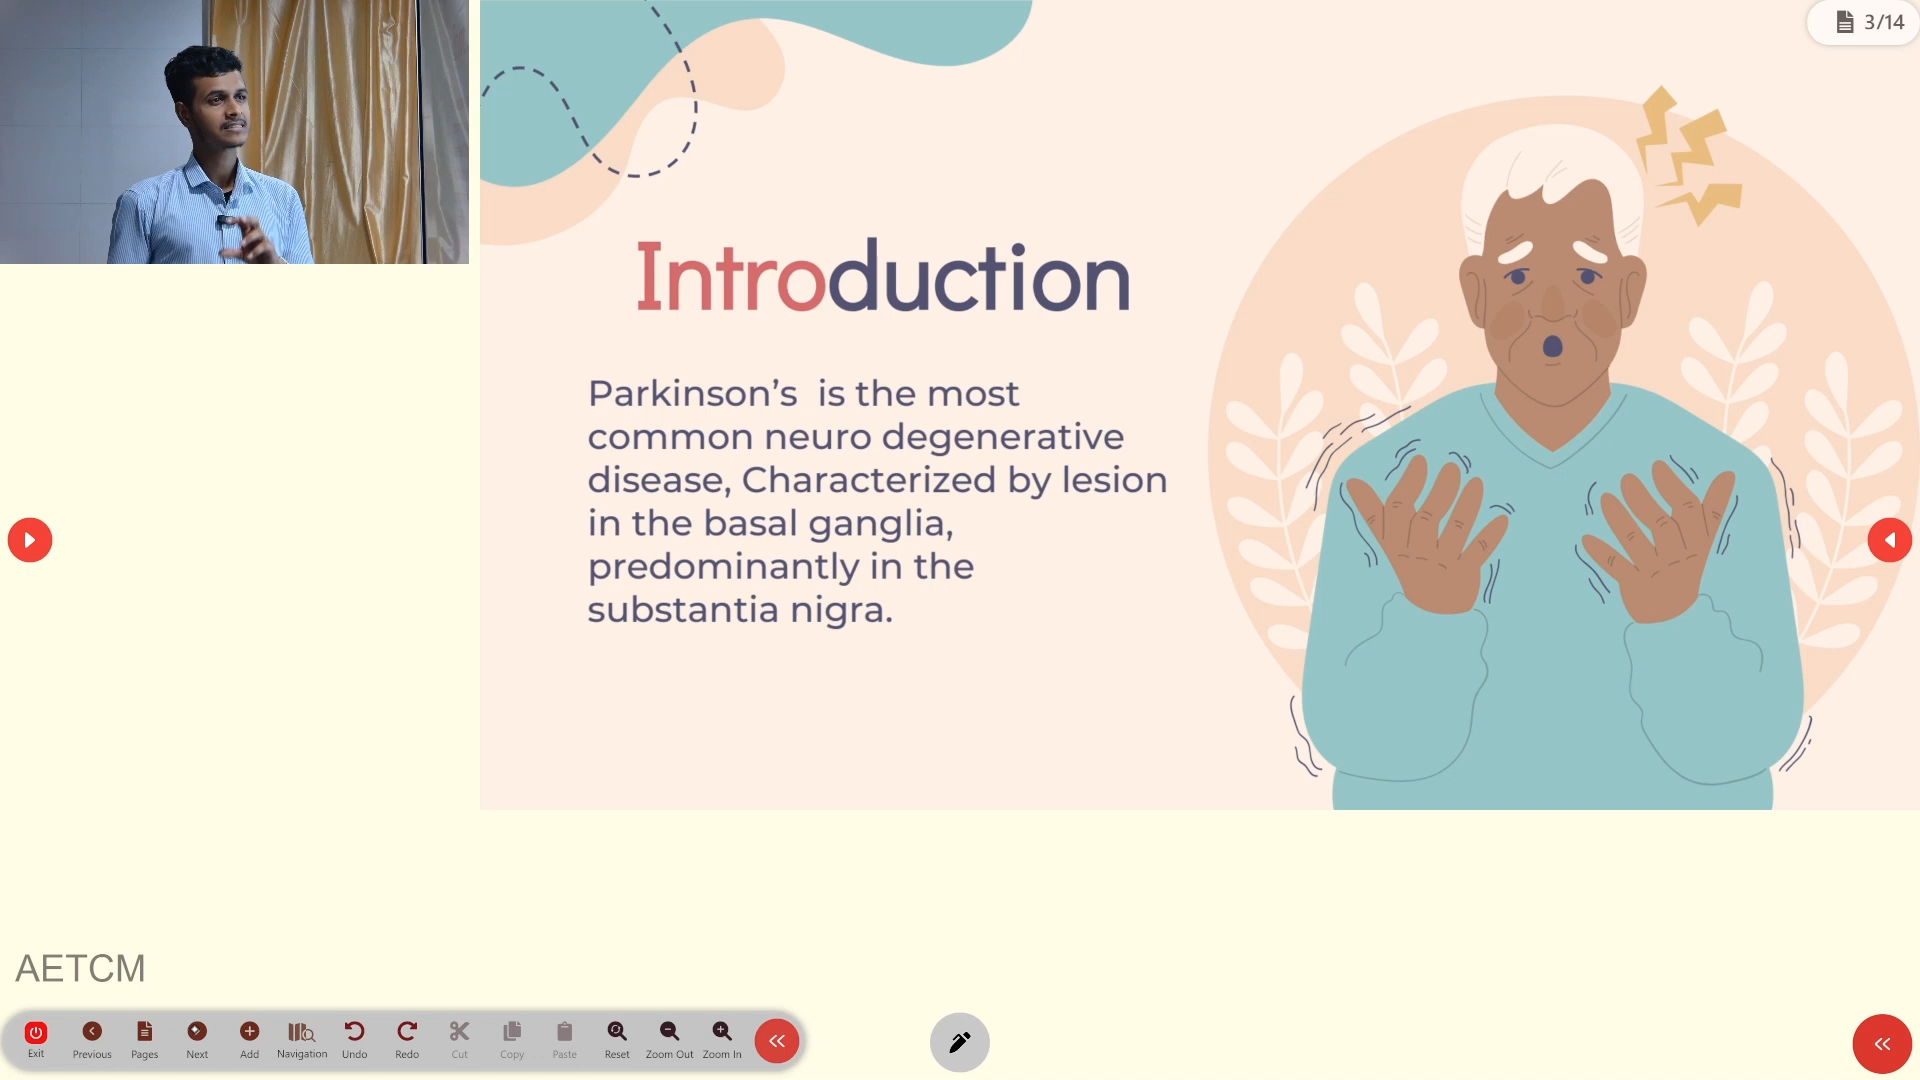 3/14
Introduction
Parkinson's is the most
common neuro degenerative
disease, Characterized by lesion
in the basal ganglia,
predominantly in the
substantia nigra.
AETCM
Exit Previous Pages Next Add Navigation Undo Redo Cut Copy Paste Reset Zoom Out Zoom In